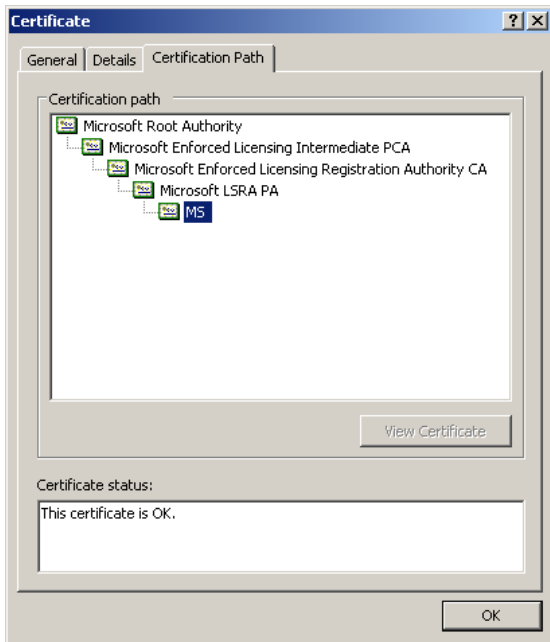 Certificate
General Details Certification Path
Certification path
Microsoft Root Authority
Microsoft Enforced Licensing Intermediate PCA
Microsoft Enforced Licensing Registration Authority CA
Microsoft LSRA PA
MS
View Certificate
Certificate status:
This certificate is OK.
OK